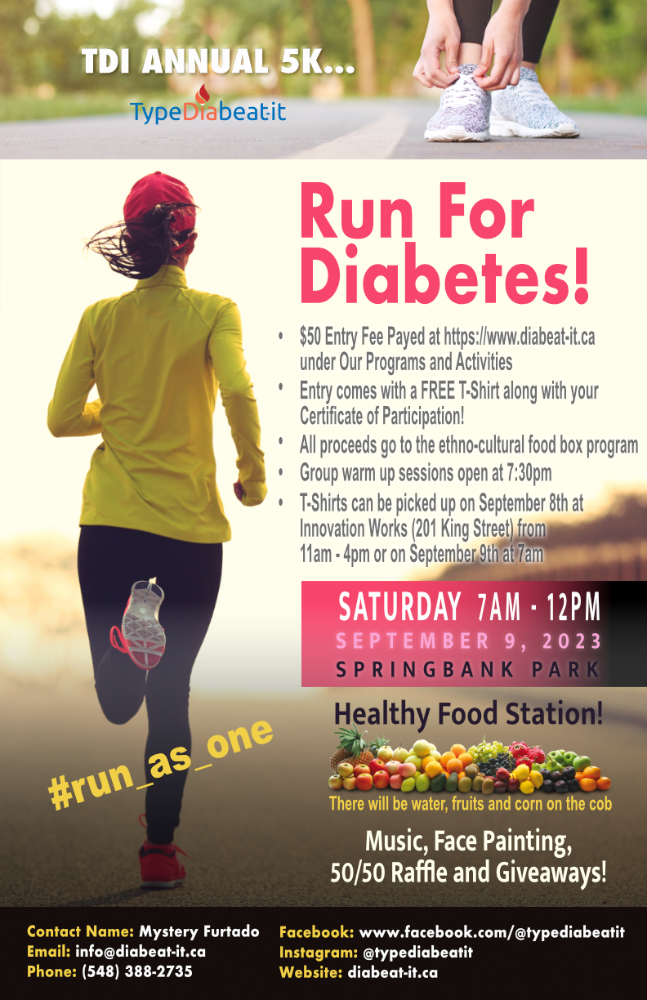 TDI ANNUAL 5K...
TypeDiabeat-it
Run For
Diabetes!
• $50 Entry Fee Payed at https://www.diabeat-it.ca
under Our Programs and Activities
• Entry comes with a FREE T-Shirt along with your
Certificate of Participation!
• All proceeds go to the ethno-cultural food box program
• Group warm up sessions open at 7:30pm
• T-Shirts can be picked up on September 8th at
Innovation Works (201 King Street) from
11am - 4pm or on September 9th at 7am
SATURDAY 7AM - 12PM
SEPTEMBER 9, 2023
SPRINGBANK PARK
Healthy Food Station!
There will be water, fruits and corn on the cob
#run_as_one
Music, Face Painting,
50/50 Raffle and Giveaways!
Contact Name: Mystery Furtado
Email: info@diabeat-it.ca
Phone: (548) 388-2735
Facebook: www.facebook.com/@typediabeatit
Instagram: @typediabeatit
Website: diabeat-it.ca